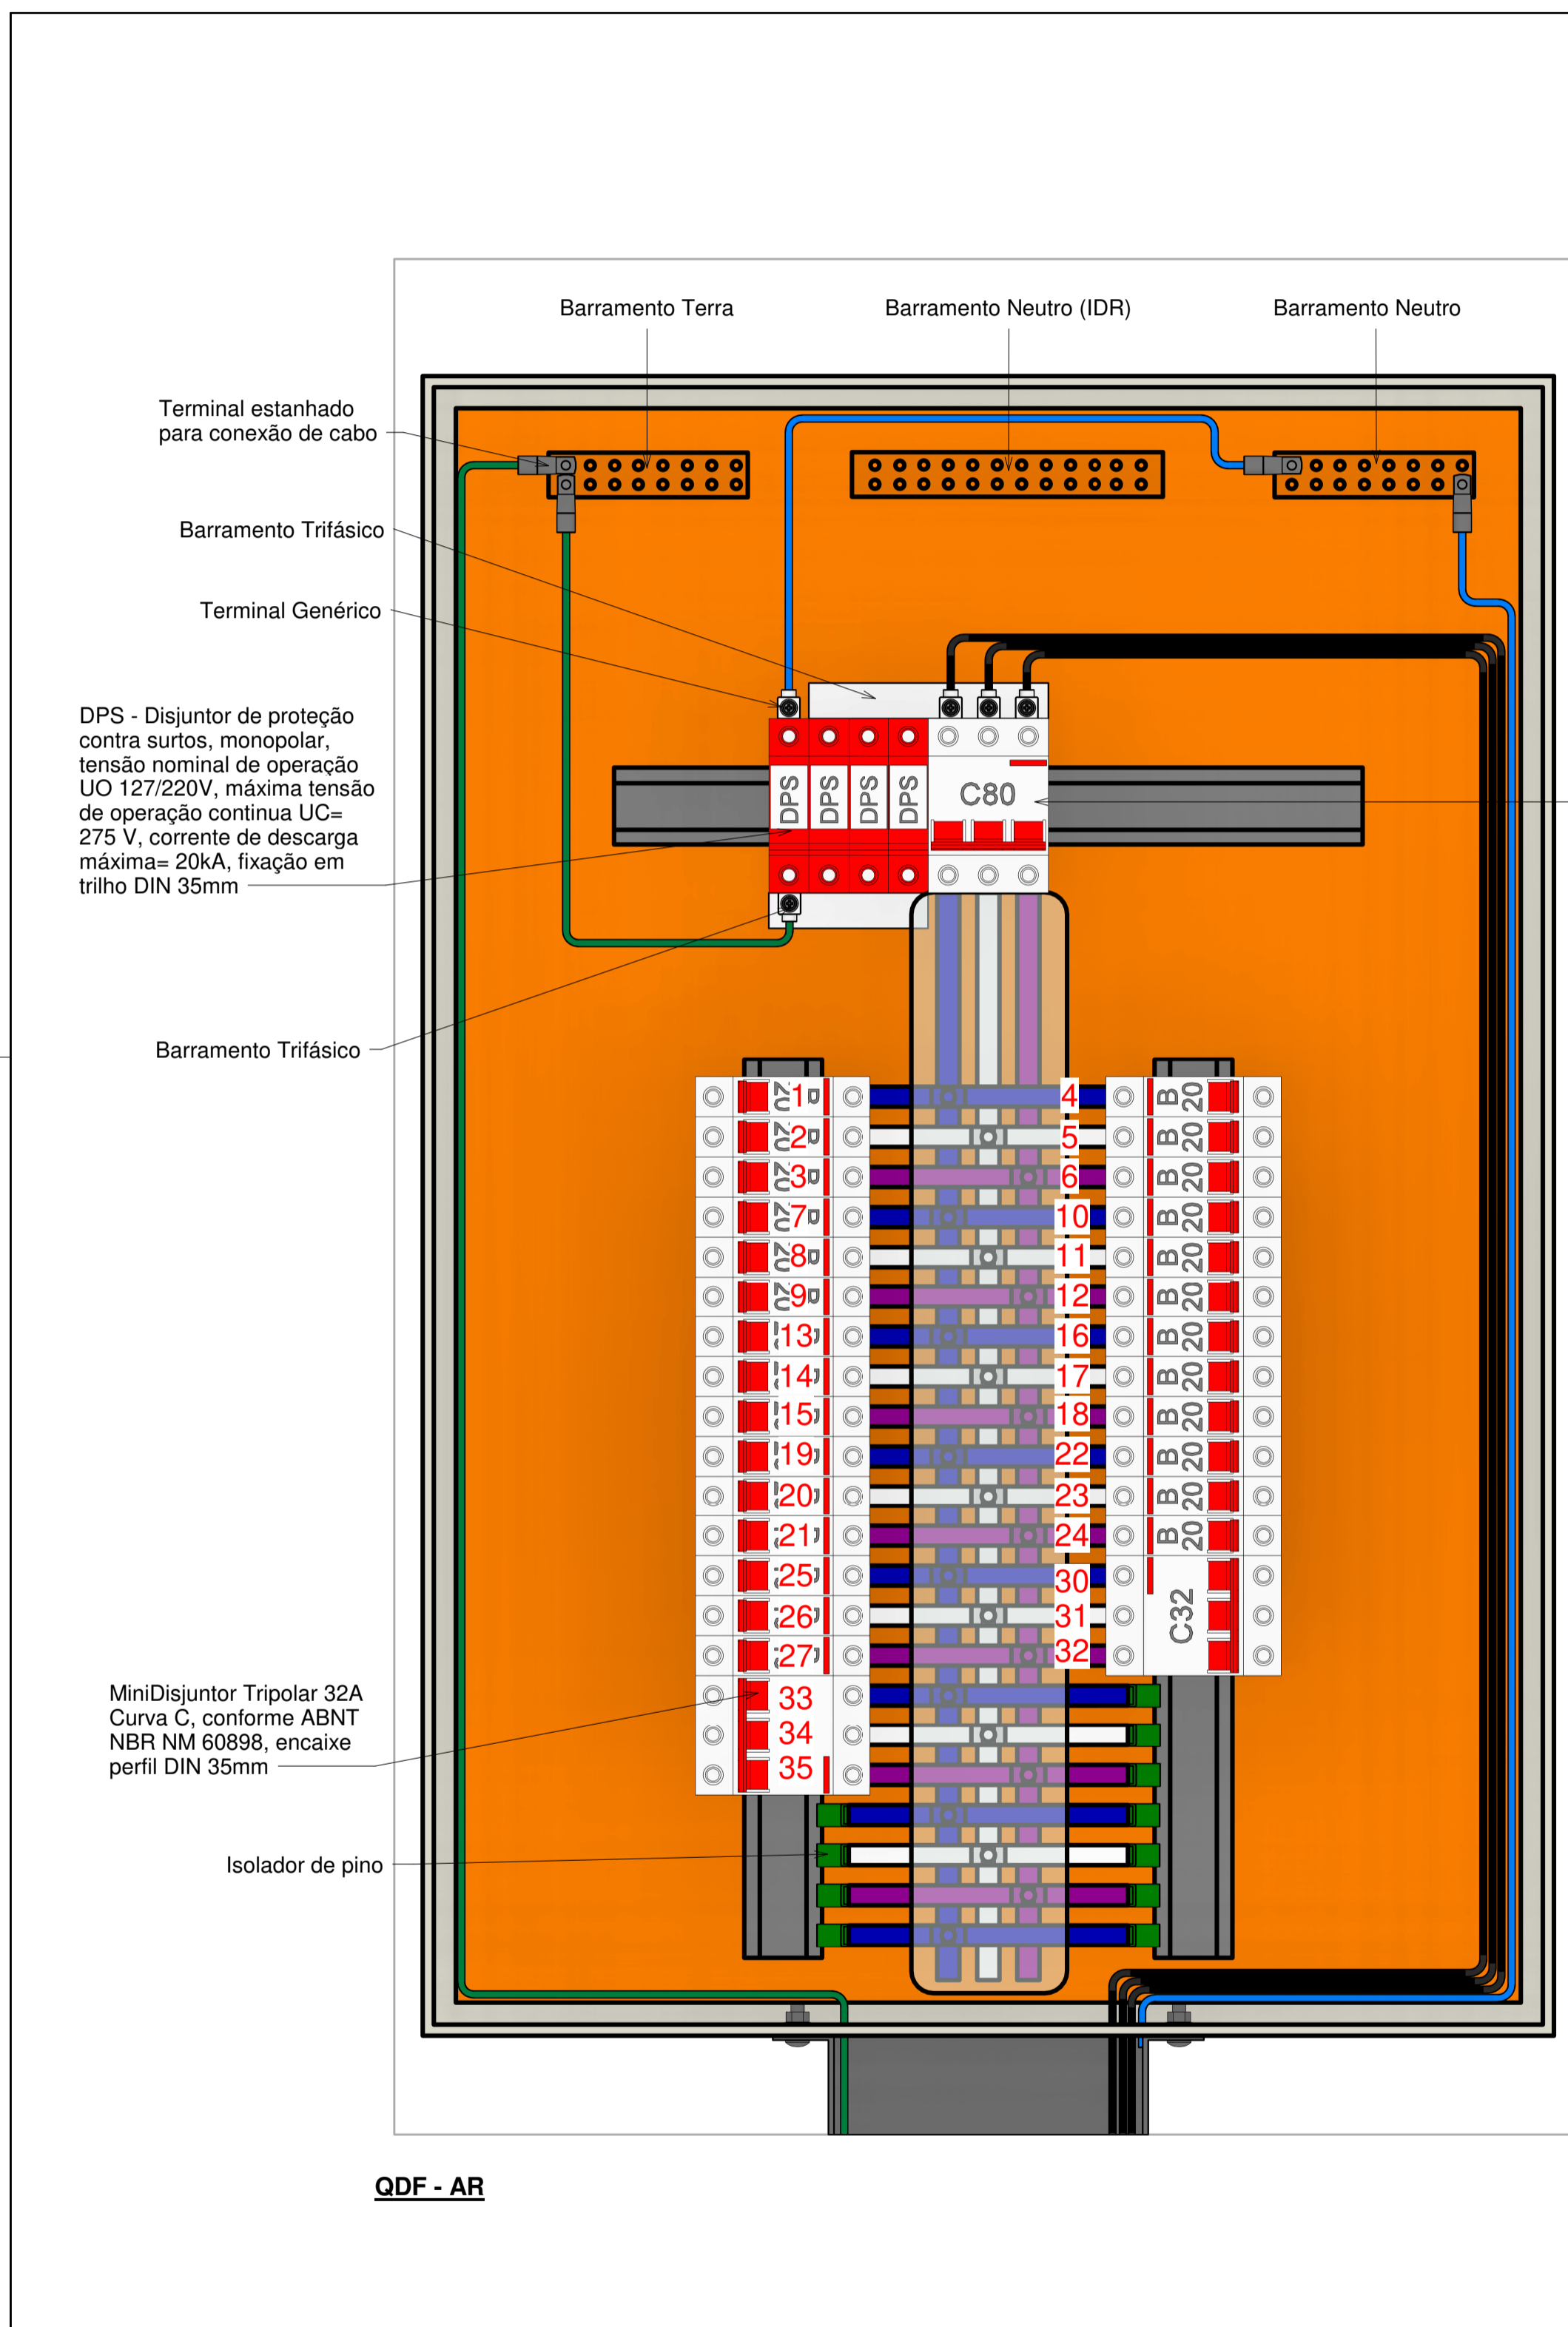 Barramento Terra
Barramento Neutro (IDR)
Barramento Neutro
Terminal estanhado
para conexão de cabo
Barramento Trifásico
Terminal Genérico
DPS - Disjuntor de proteção
contra surtos, monopolar,
tensão nominal de operação
UO 127/220V, máxima tensão
de operação continua UC=
275 V, corrente de descarga
máxima= 20kA, fixação em
trilho DIN 35mm
DPS
DPS
DPS
DPS
C80
Barramento Trifásico
1
4
B
20
2
5
B
20
3
6
B
20
7
10
B
20
8
11
B
20
9
12
B
20
13
16
B
20
14
17
B
20
15
18
B
20
19
22
B
20
20
23
B
20
21
24
B
20
25
30
26
31
C32
27
32
33
34
35
MiniDisjuntor Tripolar 32A
Curva C, conforme ABNT
NBR NM 60898, encaixe
perfil DIN 35mm
Isolador de pino
QDF - AR